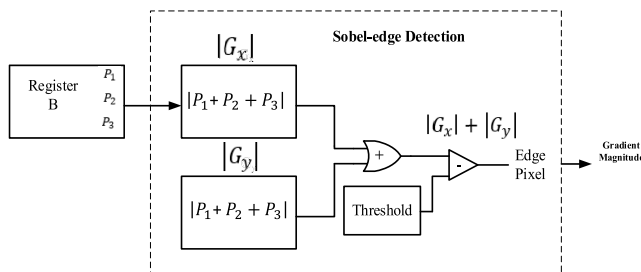 Sobel-edge Detection
|Gx|
Register
B
P1
P2
P3
|P1 + P2 + P3|
|Gy|
|P1 + P2 + P3|
+
|Gx| + |Gy|
-
Threshold
Edge
Pixel
Gradient
Magnitude